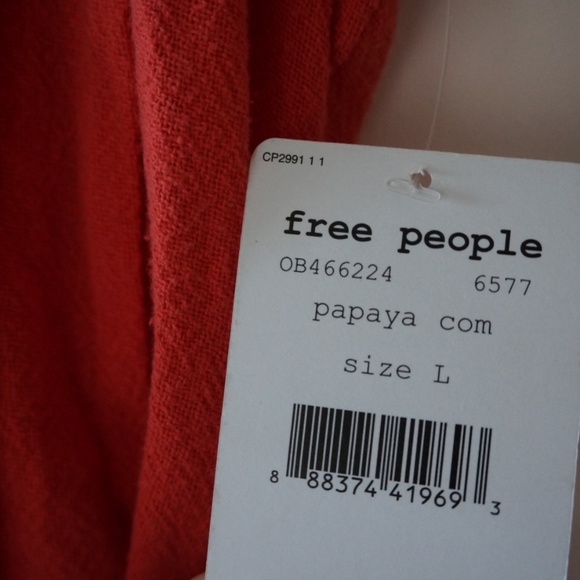 CP2991 1 1
free people
OB466224 6577
papaya com
size L
8 88374 41969 3